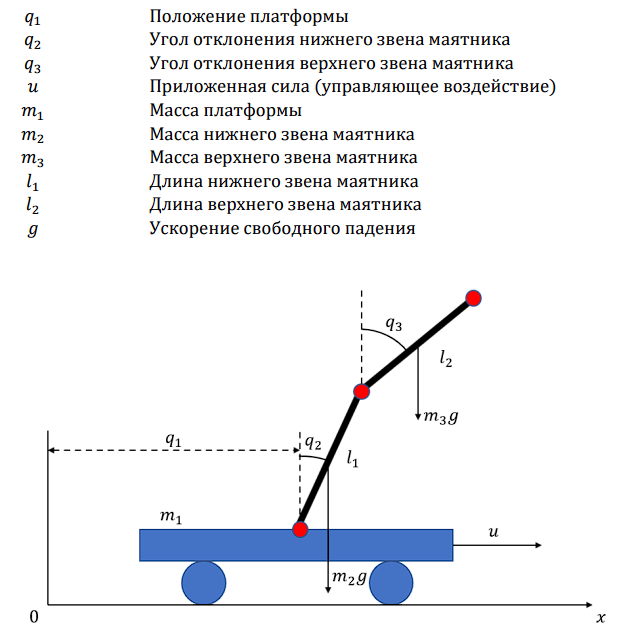 q₁ Положение платформы
q₂ Угол отклонения нижнего звена маятника
q₃ Угол отклонения верхнего звена маятника
u Приложенная сила (управляющее воздействие)
m₁ Масса платформы
m₂ Масса нижнего звена маятника
m₃ Масса верхнего звена маятника
l₁ Длина нижнего звена маятника
l₂ Длина верхнего звена маятника
g Ускорение свободного падения
q₃
l₂
m₃g
q₁
q₂
l₁
m₁
u
m₂g
0
x